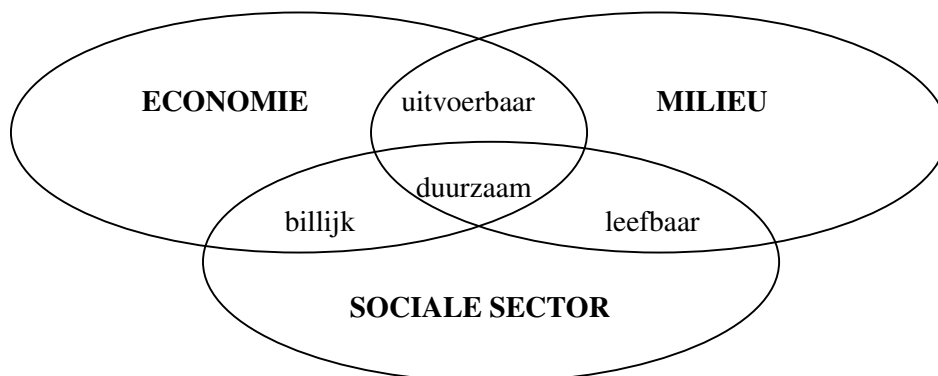 ECONOMIE uitvoerbaar MILIEU
duurzaam
billijk leefbaar
SOCIALE SECTOR